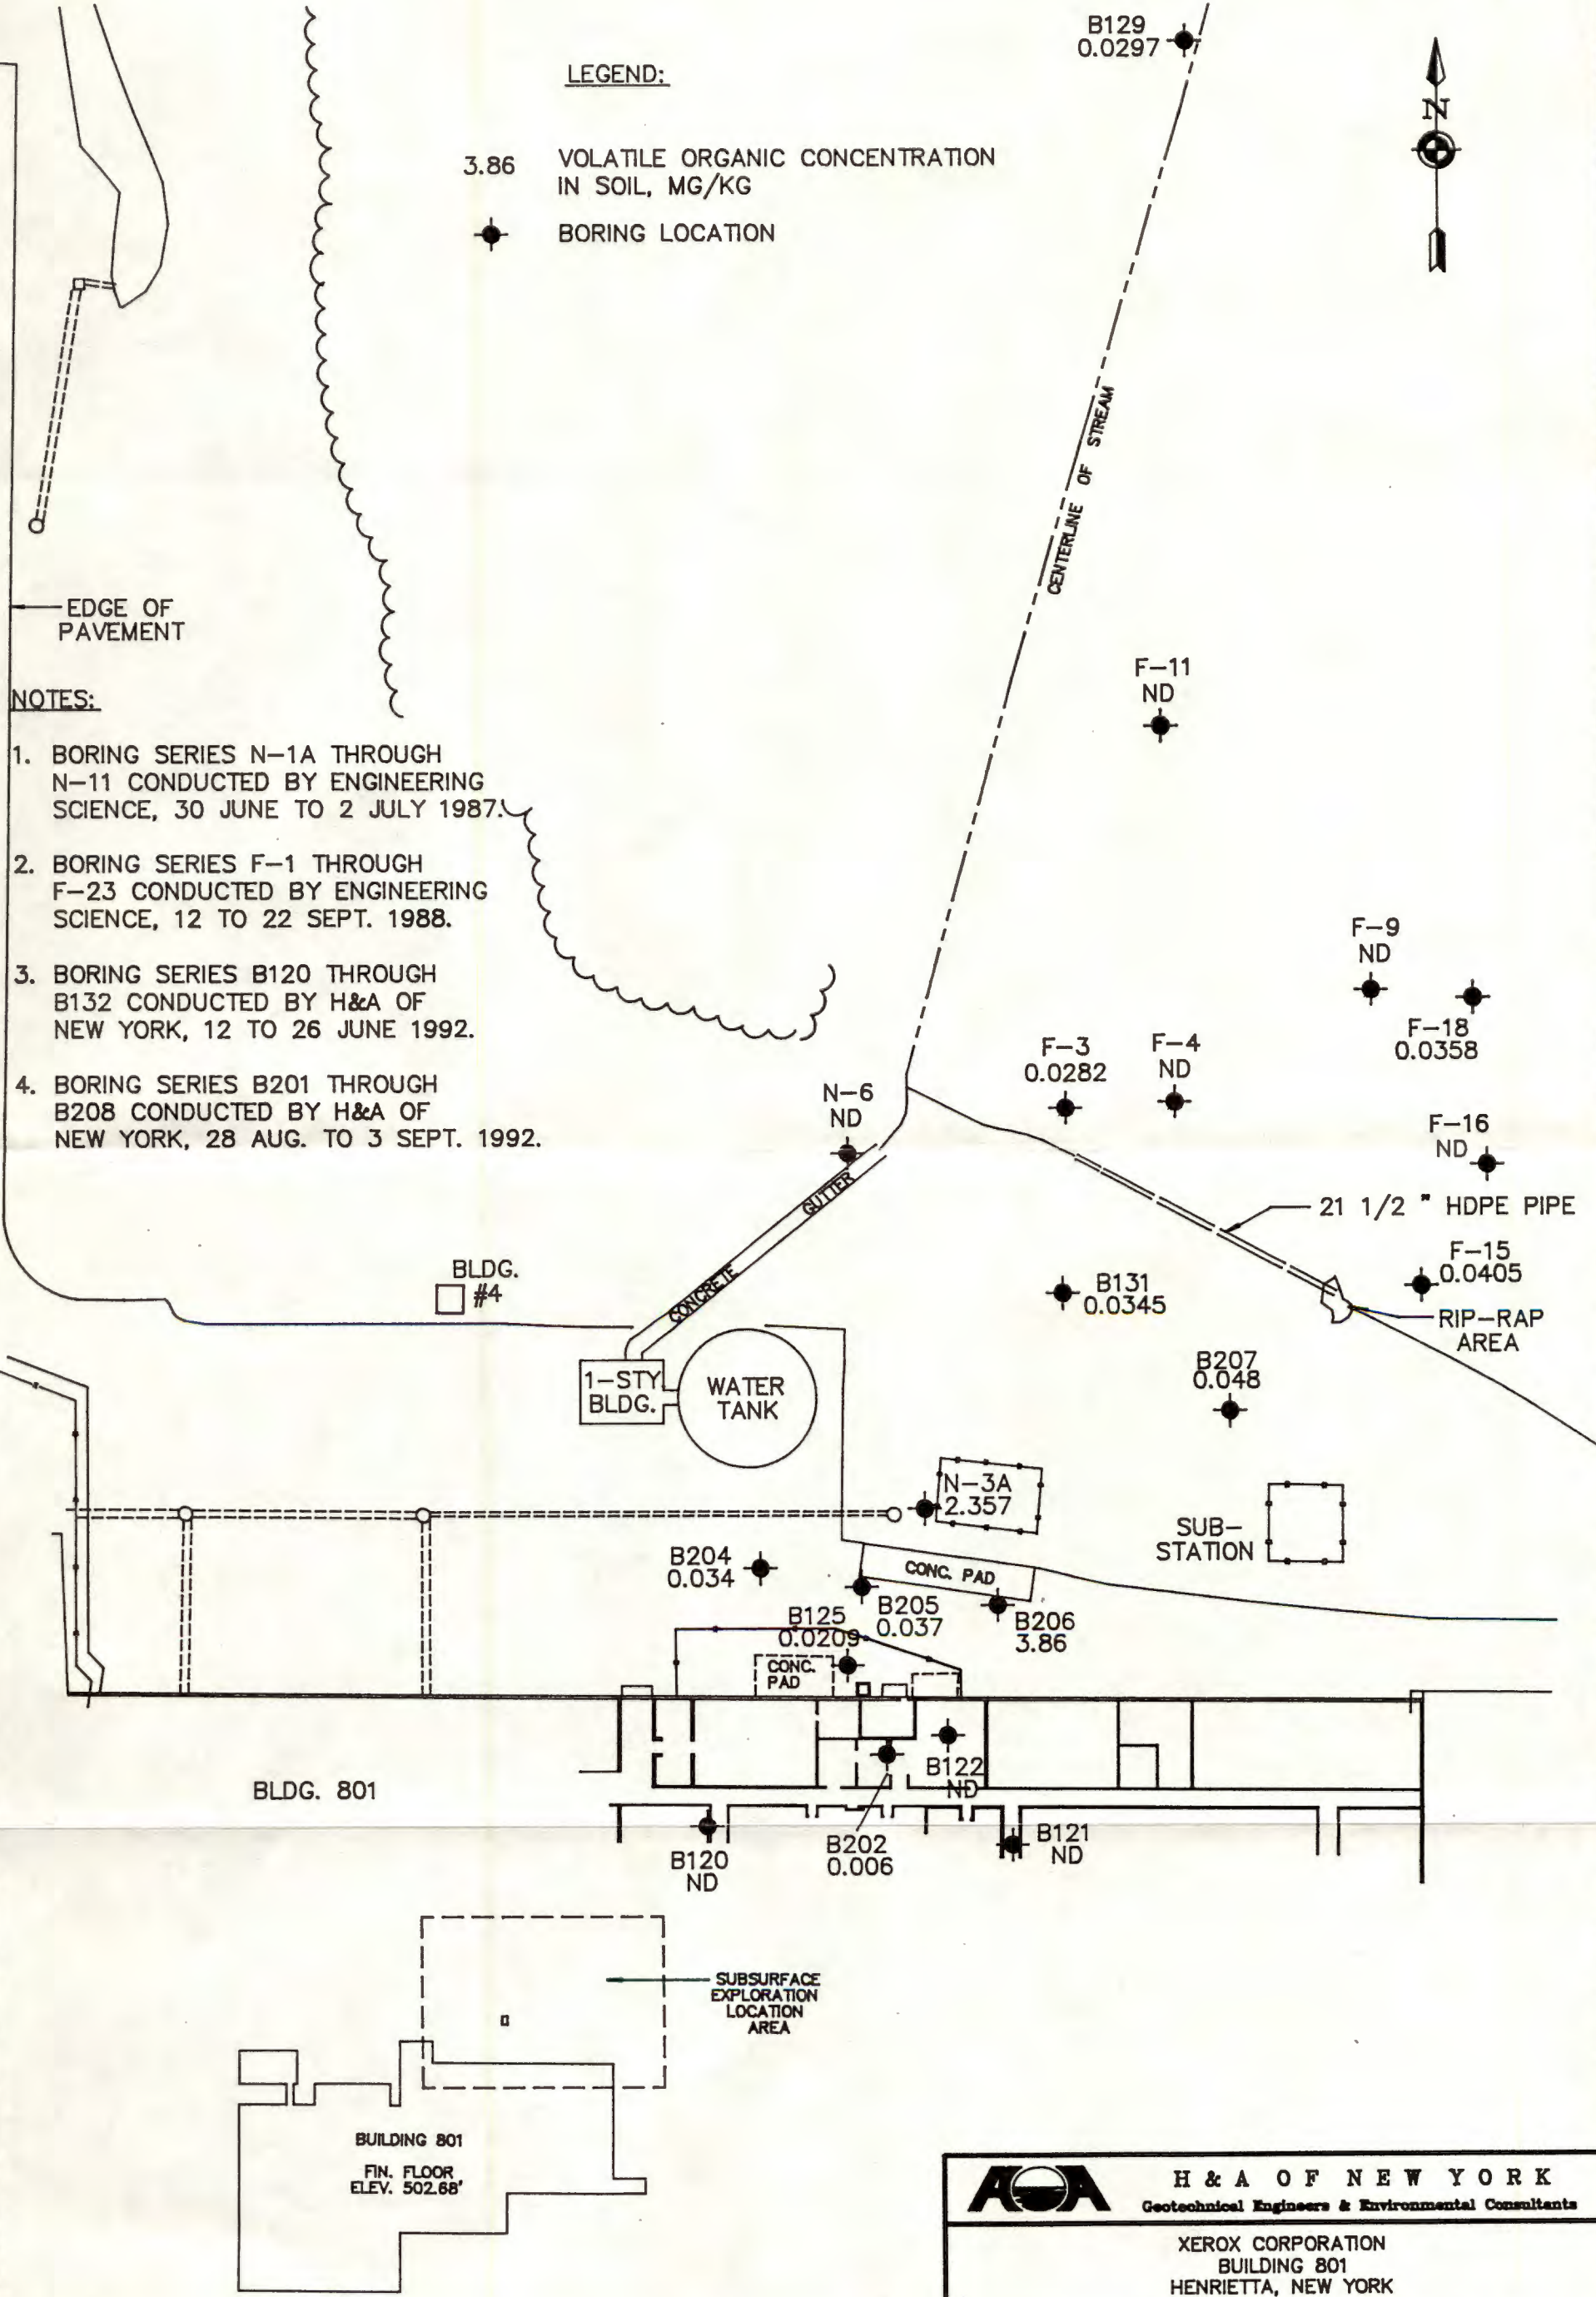 B129
0.0297
LEGEND:
N
3.86 VOLATILE ORGANIC CONCENTRATION
IN SOIL, MG/KG
BORING LOCATION
CENTERLINE OF STREAM
EDGE OF
PAVEMENT
F-11
ND
NOTES:
1. BORING SERIES N-1A THROUGH
N-11 CONDUCTED BY ENGINEERING
SCIENCE, 30 JUNE TO 2 JULY 1987.
2. BORING SERIES F-1 THROUGH
F-23 CONDUCTED BY ENGINEERING
SCIENCE, 12 TO 22 SEPT. 1988.
3. BORING SERIES B120 THROUGH
B132 CONDUCTED BY H&A OF
NEW YORK, 12 TO 26 JUNE 1992.
4. BORING SERIES B201 THROUGH
B208 CONDUCTED BY H&A OF
NEW YORK, 28 AUG. TO 3 SEPT. 1992.
F-9
ND
F-18
0.0358
F-3
0.0282
F-4
ND
N-6
ND
F-16
ND
GUTTER
CONCRETE
21 1/2 " HDPE PIPE
F-15
0.0405
BLDG.
#4
B131
0.0345
RIP-RAP
AREA
1-STY
BLDG.
WATER
TANK
B207
0.048
N-3A
2.357
SUB-
STATION
B204
0.034
CONC. PAD
B205
0.037
B206
3.86
B125
0.0209
CONC.
PAD
B122
ND
BLDG. 801
B120
ND
B202
0.006
B121
ND
SUBSURFACE
EXPLORATION
LOCATION
AREA
BUILDING 801
FIN. FLOOR
ELEV. 502.68'
H & A OF NEW YORK
Geotechnical Engineers & Environmental Consultants
XEROX CORPORATION
BUILDING 801
HENRIETTA, NEW YORK